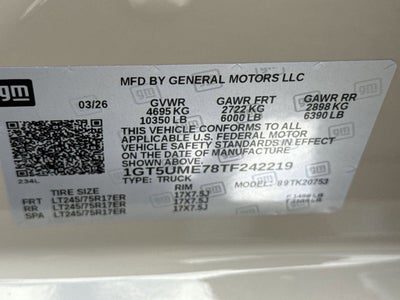 gm
MFD BY GENERAL MOTORS LLC
03/26 GVWR GAWR FRT GAWR RR
4695 KG 2722 KG 2898 KG
10350 LB 6000 LB 6390 LB
THIS VEHICLE CONFORMS TO ALL
APPLICABLE U.S. FEDERAL MOTOR
VEHICLE SAFETY STANDARDS IN
EFFECT ON THE DATE OF MANUFACTURE
SHOWN ABOVE.
1GT5UME78TF242219
TYPE: TRUCK MODEL:
234L
TIRE SIZE RIM
FRT LT245/75R17ER 17X7.5J
RR LT245/75R17ER 17X7.5J
SPA LT245/75R17ER 17X7.5J